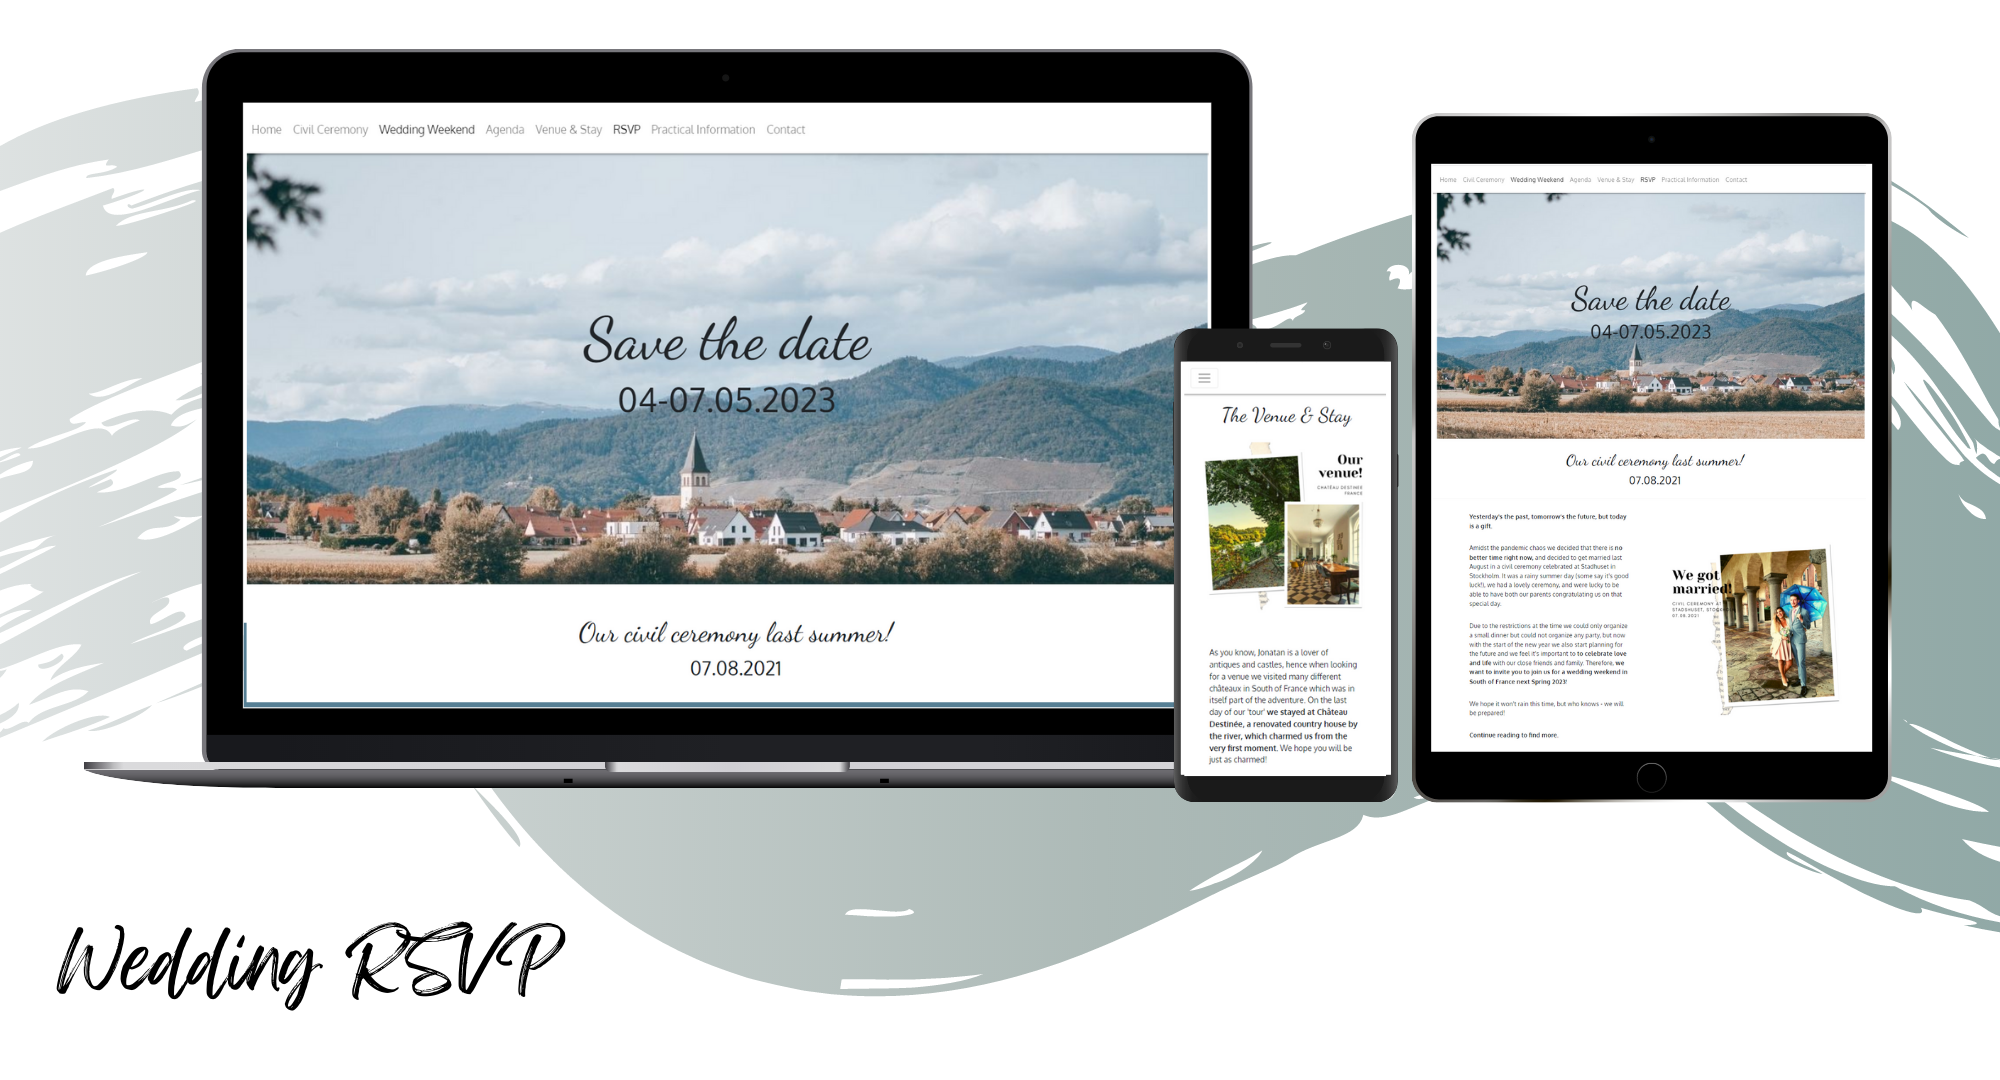 Home Civil Ceremony Wedding Weekend Agenda Venue & Stay RSVP Practical Information Contact
Save the date
04-07.05.2023
Our civil ceremony last summer!
07.08.2021
The Venue & Stay
Our
venue!
CHATÊAU DESTINÉE
FRANCE
As you know, Jonatan is a lover of
antiques and castles, hence when looking
for a venue we visited many different
châteaux in South of France which was in
itself part of the adventure. On the last
day of our 'tour' we stayed at Château
Destinée, a renovated country house by
the river, which charmed us from the
very first moment. We hope you will be
just as charmed!
Home Civil Ceremony Wedding Weekend Agenda Venue & Stay RSVP Practical Information Contact
Save the date
04-07.05.2023
Our civil ceremony last summer!
07.08.2021
Yesterday's the past, tomorrow's the future, but today
is a gift.
Amidst the pandemic chaos we decided that there is no
better time right now, and decided to get married last
August in a civil ceremony celebrated at Stadhuset in
Stockholm. It was a rainy summer day (some say it's good
luck!), we had a lovely ceremony, and were lucky to be
able to have both our parents congratulating us on that
special day.
Due to the restrictions at the time we could only organize
a small dinner but could not organize any party, but now
with the start of the new year we also start planning for
the future and we feel it's important to to celebrate love
and life with our close friends and family. Therefore, we
want to invite you to join us for a wedding weekend in
South of France next Spring 2023!
We hope it won't rain this time, but who knows - we will
be prepared!
Continue reading to find more.
We got
married!
CIVIL CEREMONY AT
STADSHUSET,
07.08.2021
Wedding RSVP